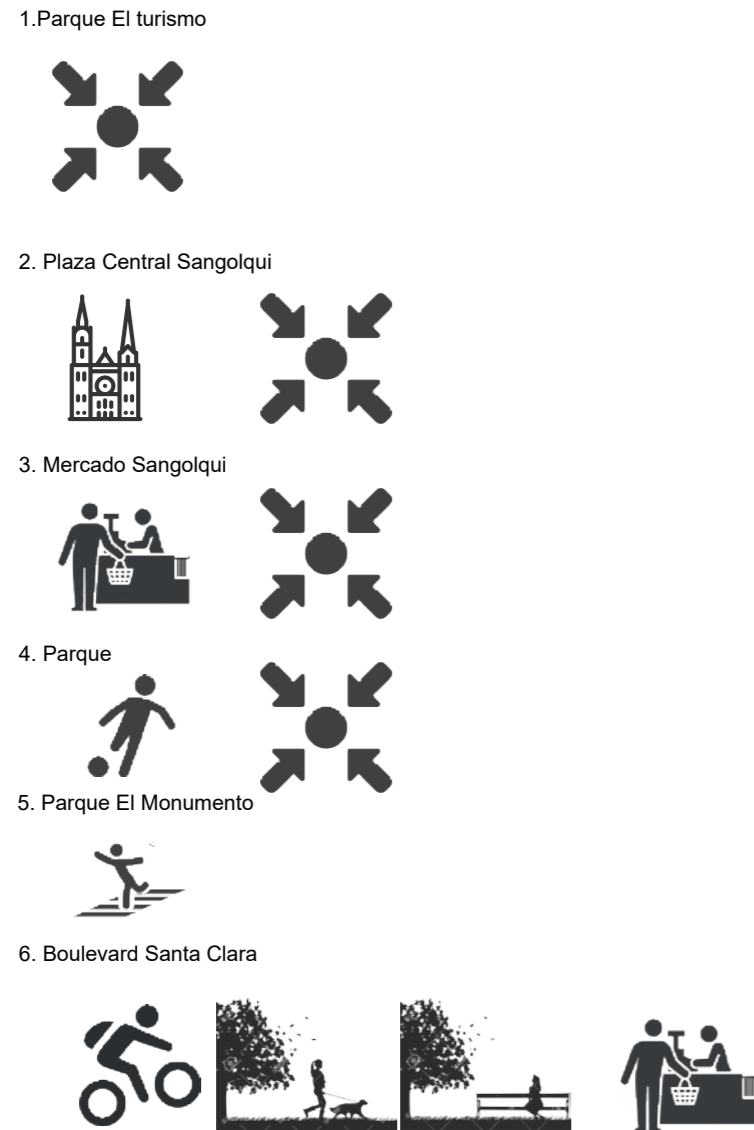 1.Parque El turismo
2. Plaza Central Sangolqui
3. Mercado Sangolqui
4. Parque
5. Parque El Monumento
6. Boulevard Santa Clara